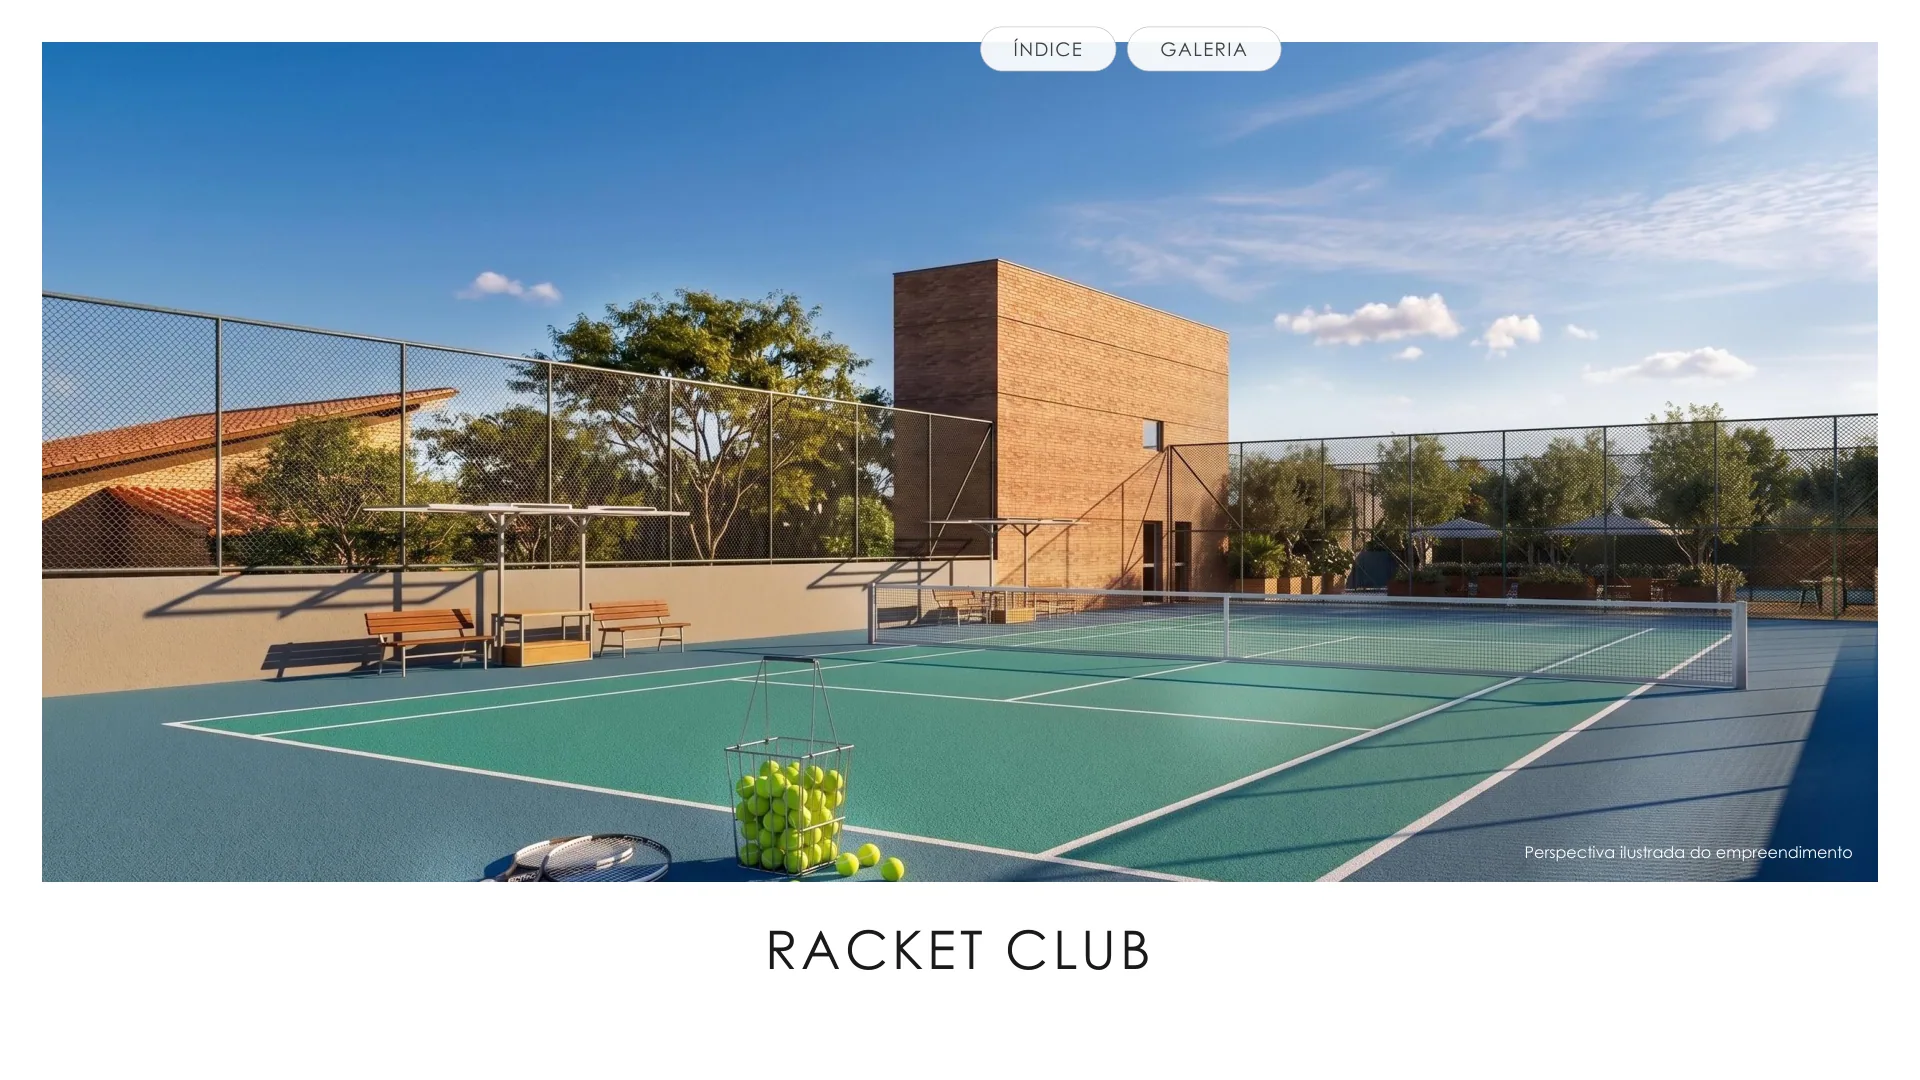 ÍNDICE
GALERIA
Perspectiva ilustrada do empreendimento
RACKET CLUB